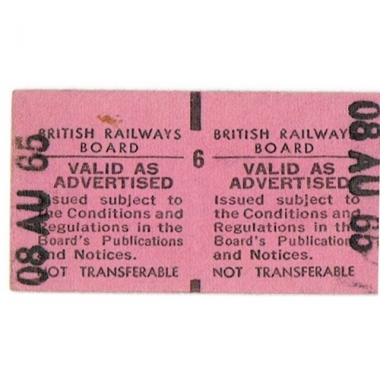 BRITISH RAILWAYS
BOARD
VALID AS
ADVERTISED
Issued subject to
the Conditions and
Regulations in the
Board's Publications
and Notices.
NOT TRANSFERABLE
08 AU 65
6
BRITISH RAILWAYS
BOARD
VALID AS
ADVERTISED
Issued subject to
the Conditions and
Regulations in the
Board's Publications
and Notices.
NOT TRANSFERABLE
08 AU 65